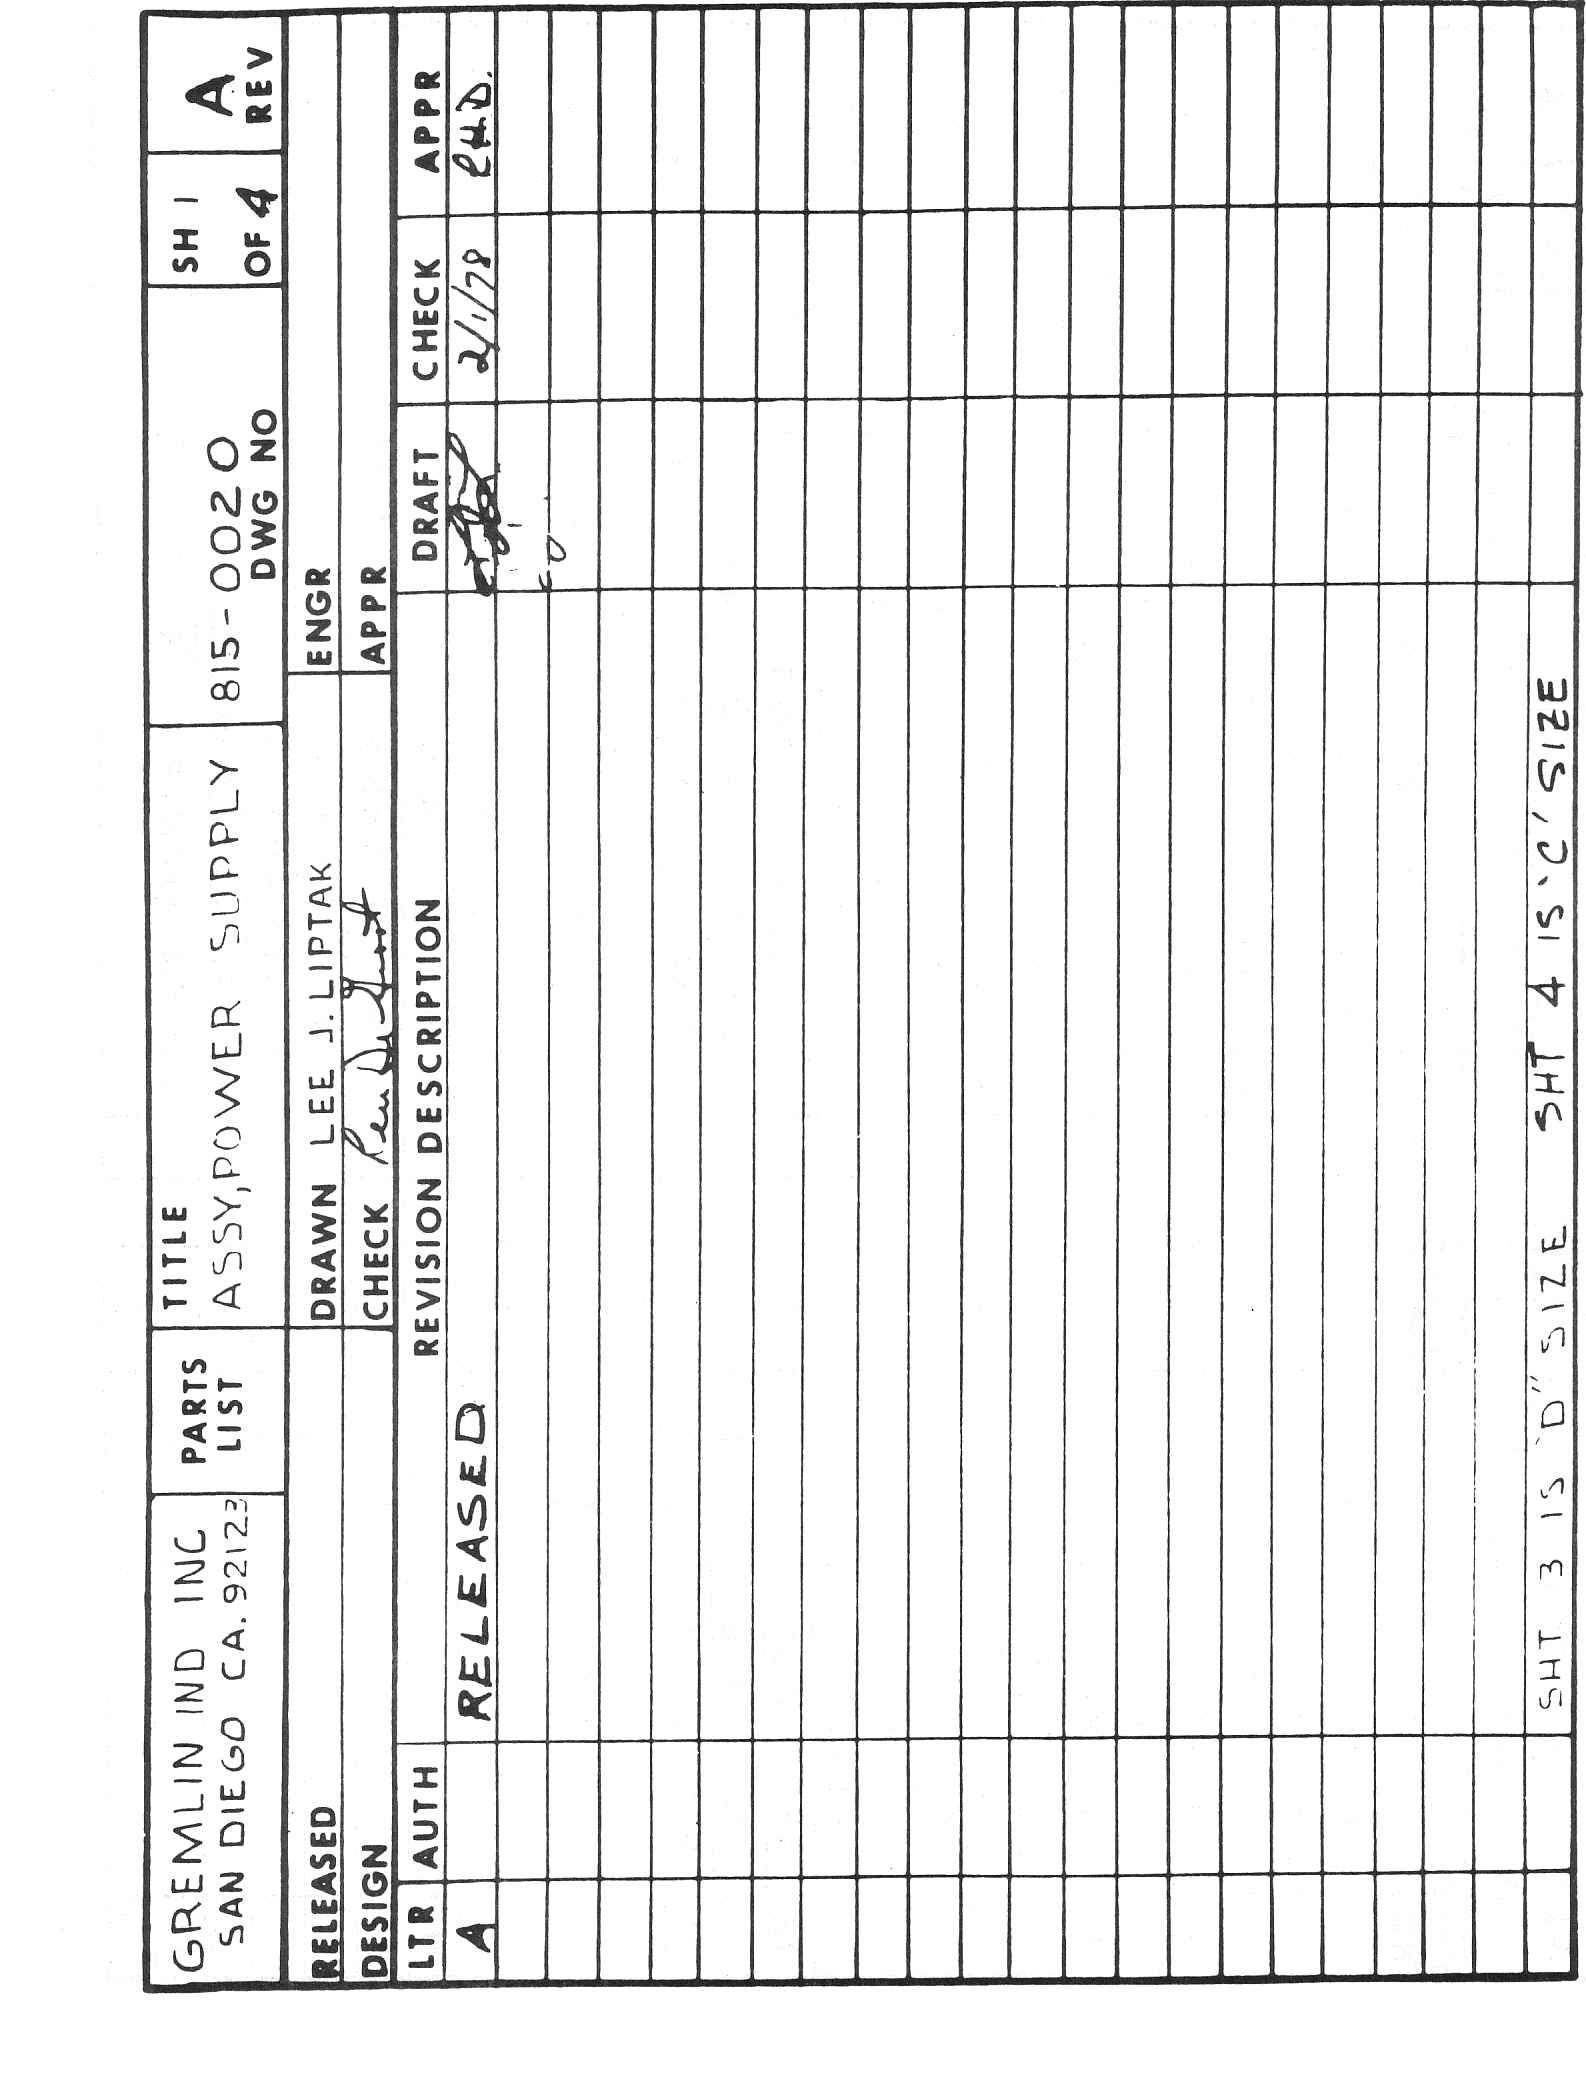 GREMLIN IND INC
SAN DIEGO CA. 92123
PARTS
LIST
TITLE
ASSY, POWER SUPPLY
815-0020
DWG NO
SH 1
OF 4
A
REV
RELEASED
DRAWN LEE J. LIPTAK
ENGR
DESIGN
CHECK
APPR
LTR AUTH REVISION DESCRIPTION DRAFT CHECK APPR
A RELEASED 2/1/78
SHT 3 IS "D" SIZE SHT 4 IS 'C' SIZE